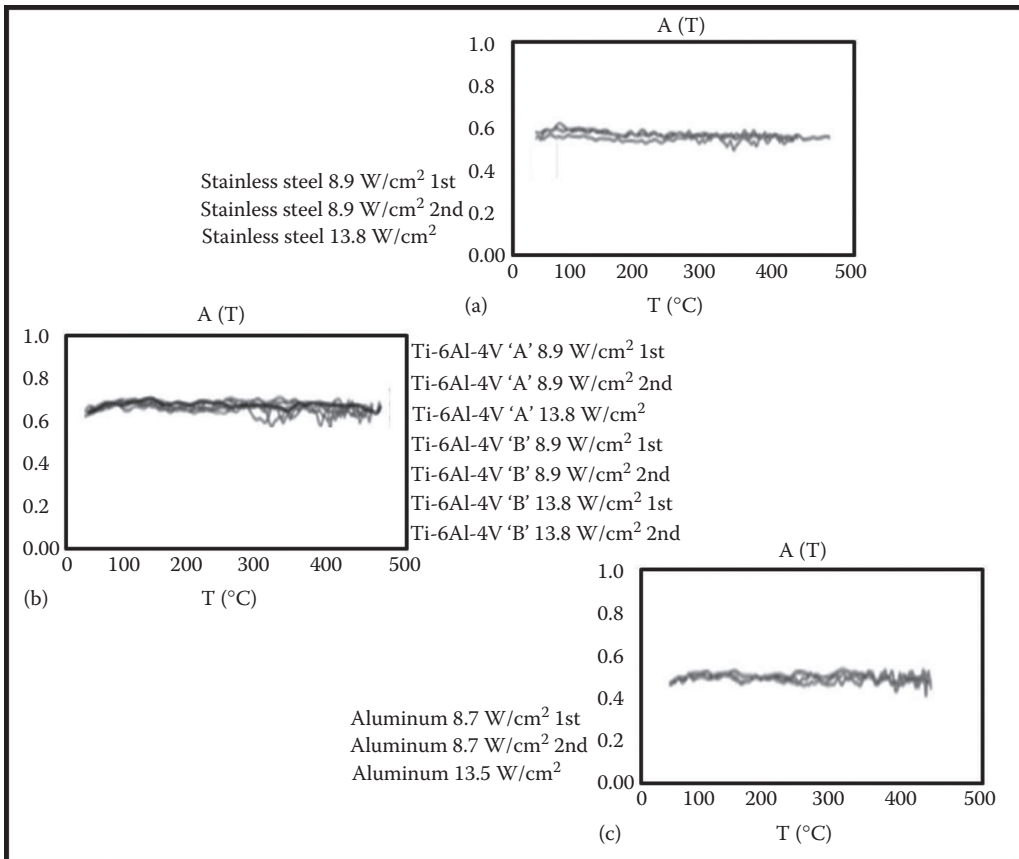 A (T)
1.0
0.8
0.6
0.4
0.2
0.00
0 100 200 300 400 500
T (°C)
(a)
Stainless steel 8.9 W/cm² 1st
Stainless steel 8.9 W/cm² 2nd
Stainless steel 13.8 W/cm²
A (T)
1.0
0.8
0.6
0.4
0.2
0.00
0 100 200 300 400 500
T (°C)
(b)
Ti-6Al-4V ‘A’ 8.9 W/cm² 1st
Ti-6Al-4V ‘A’ 8.9 W/cm² 2nd
Ti-6Al-4V ‘A’ 13.8 W/cm²
Ti-6Al-4V ‘B’ 8.9 W/cm² 1st
Ti-6Al-4V ‘B’ 8.9 W/cm² 2nd
Ti-6Al-4V ‘B’ 13.8 W/cm² 1st
Ti-6Al-4V ‘B’ 13.8 W/cm² 2nd
A (T)
1.0
0.8
0.6
0.4
0.2
0.00
0 100 200 300 400 500
T (°C)
(c)
Aluminum 8.7 W/cm² 1st
Aluminum 8.7 W/cm² 2nd
Aluminum 13.5 W/cm²